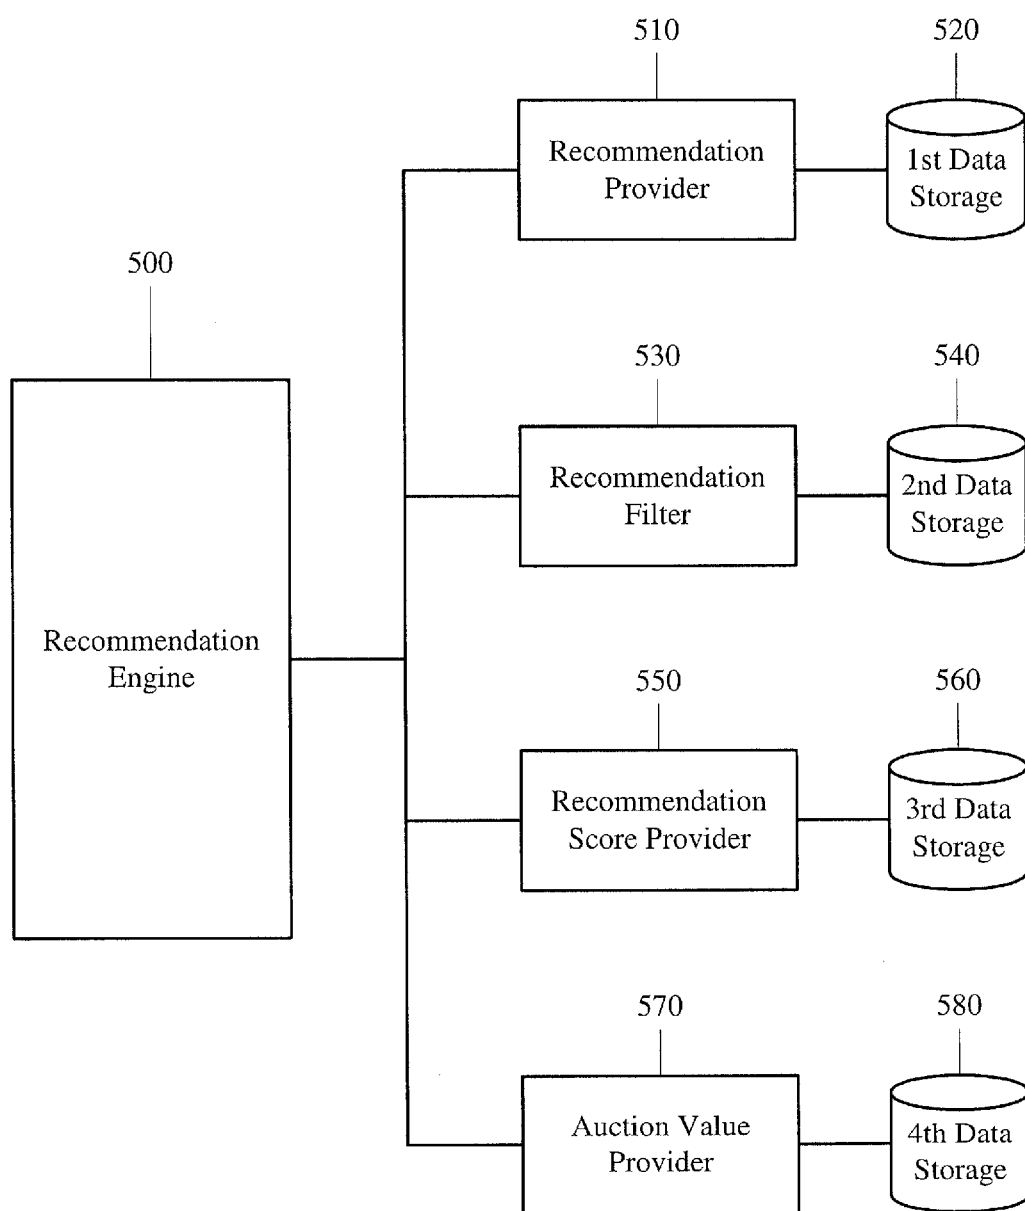 510
520
Recommendation
Provider
1st Data
Storage
500
Recommendation
Engine
530
540
Recommendation
Filter
2nd Data
Storage
550
560
Recommendation
Score Provider
3rd Data
Storage
570
580
Auction Value
Provider
4th Data
Storage